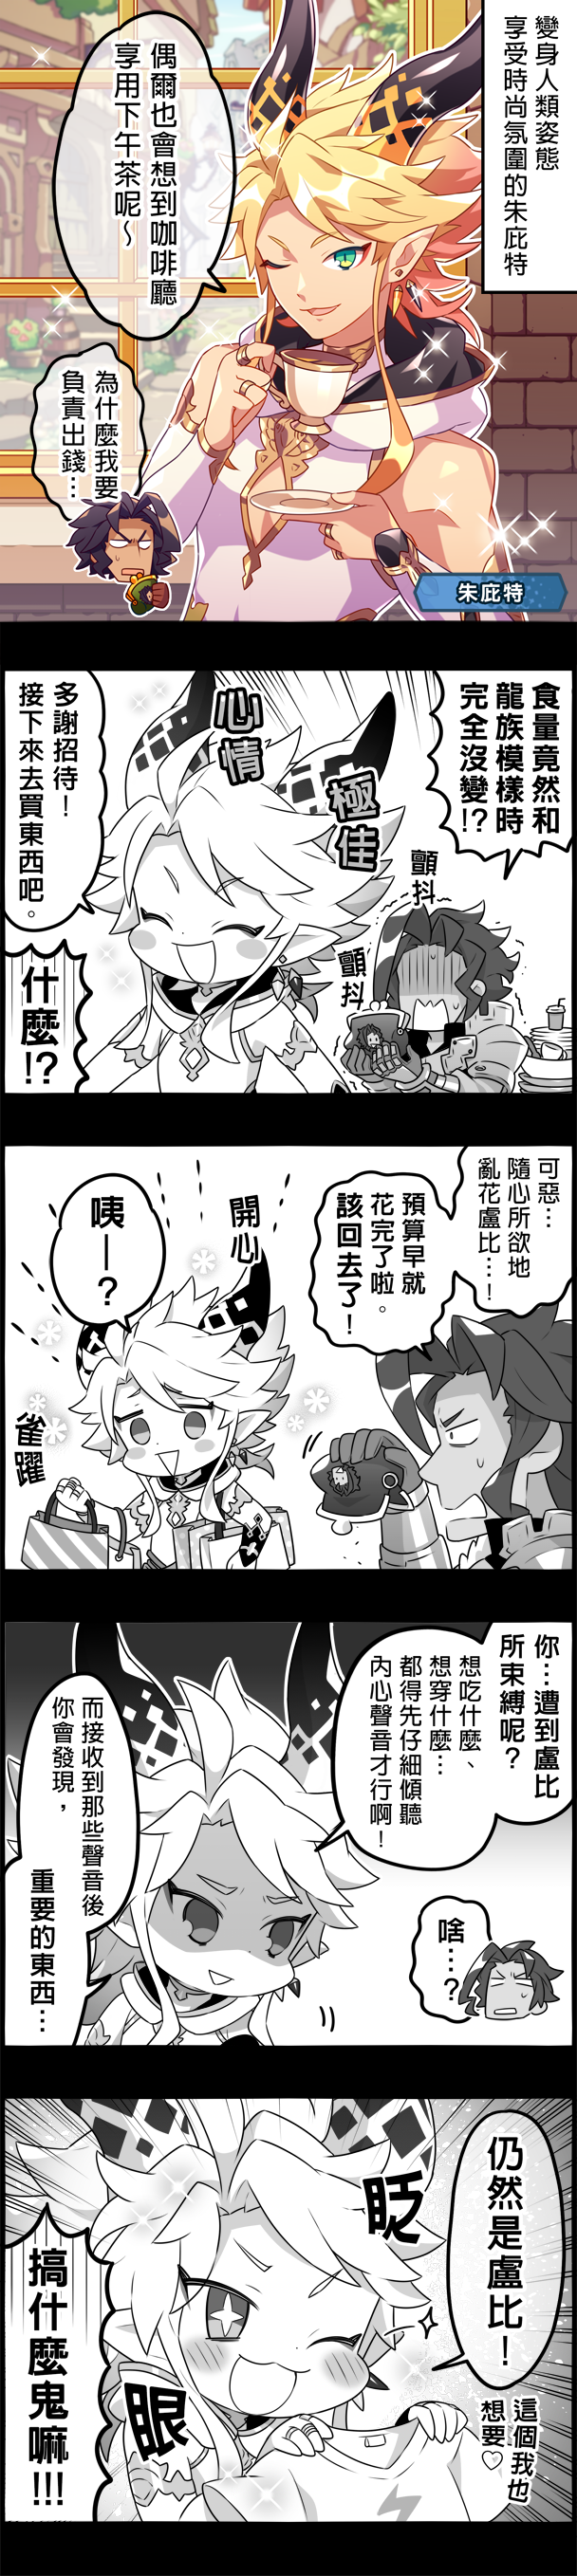 變身人類姿態
享受時尚氛圍的朱庇特
偶爾也會想到咖啡廳
享用下午茶呢～
為什麼我要
負責出錢…
朱庇特
食量竟然和
龍族模樣時
完全沒變!?
顫抖
顫抖
心情
極佳
多謝招待！
接下來去買東西吧。
什麼!?
可惡…
隨心所欲地
亂花盧比…！
預算早就
花完了啦。
該回去了！
開心
咦—？
雀躍
你…遭到盧比
所束縛呢？
想吃什麼、
想穿什麼…
都得先仔細傾聽
內心聲音才行啊！
啥…？
而接收到那些聲音後
你會發現，
重要的東西…
仍然是盧比！
這個我也
想要♡
眨
眼
搞什麼鬼嘛!!!